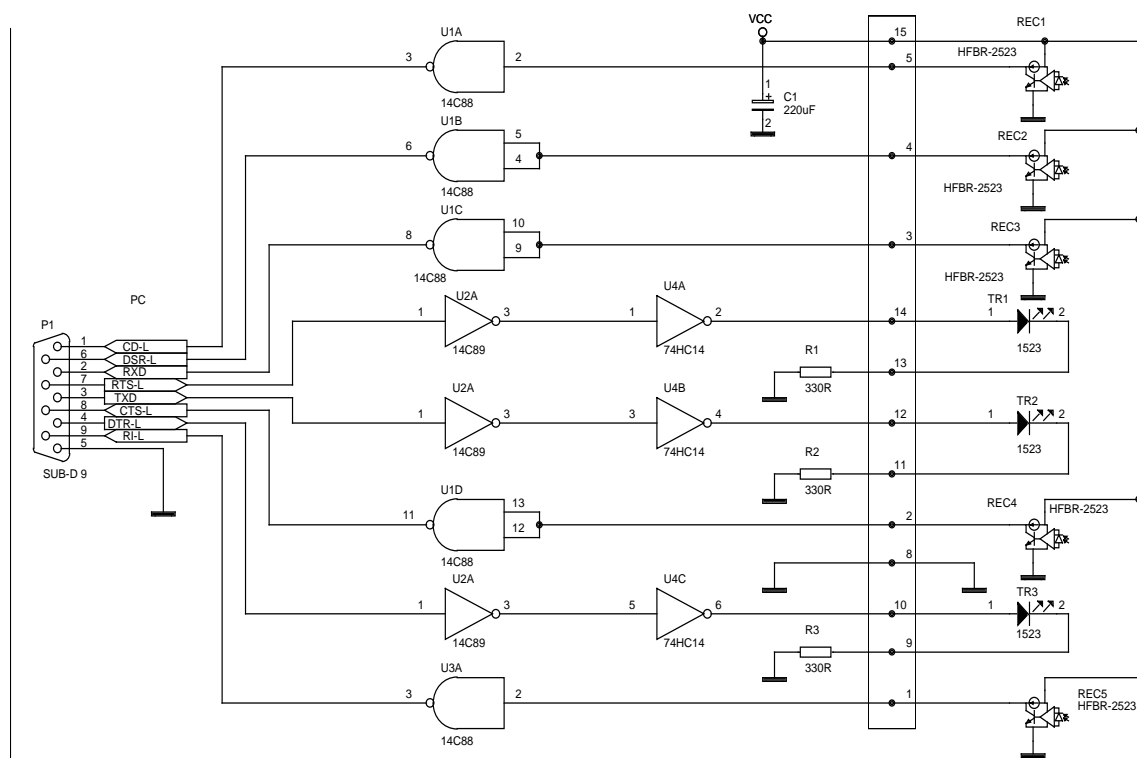 VCC
U1A
3
2
14C88
15
5
REC1
HFBR-2523
1
+
C1
220uF
2
U1B
6
5
4
14C88
4
REC2
HFBR-2523
U1C
8
10
9
14C88
3
REC3
HFBR-2523
PC
U2A
1
3
14C89
U4A
1
2
74HC14
14
TR1
1
2
1523
R1
330R
13
P1
1 CD-L
6 DSR-L
2 RXD
7 RTS-L
3 TXD
8 CTS-L
4 DTR-L
9 RI-L
5
SUB-D 9
U2A
1
3
14C89
U4B
3
4
74HC14
12
TR2
1
2
1523
R2
330R
11
U1D
11
13
12
14C88
2
REC4
HFBR-2523
8
U2A
1
3
14C89
U4C
5
6
74HC14
10
TR3
1
2
1523
R3
330R
9
U3A
3
2
14C88
1
REC5
HFBR-2523